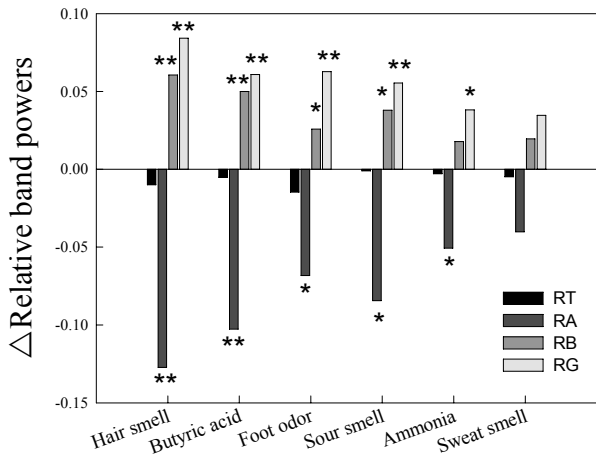 △Relative band powers
0.10
0.05
0.00
-0.05
-0.10
-0.15
** ** ** **
** * * ** *
** ** * * *
RT
RA
RB
RG
Hair smell
Butyric acid
Foot odor
Sour smell
Ammonia
Sweat smell